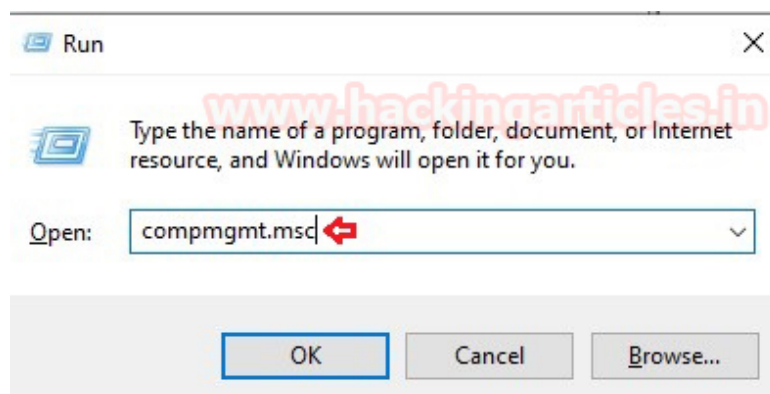 Run
www.hackingarticles.in
Type the name of a program, folder, document, or Internet
resource, and Windows will open it for you.
Open:
compmgmt.msc
OK
Cancel
Browse...